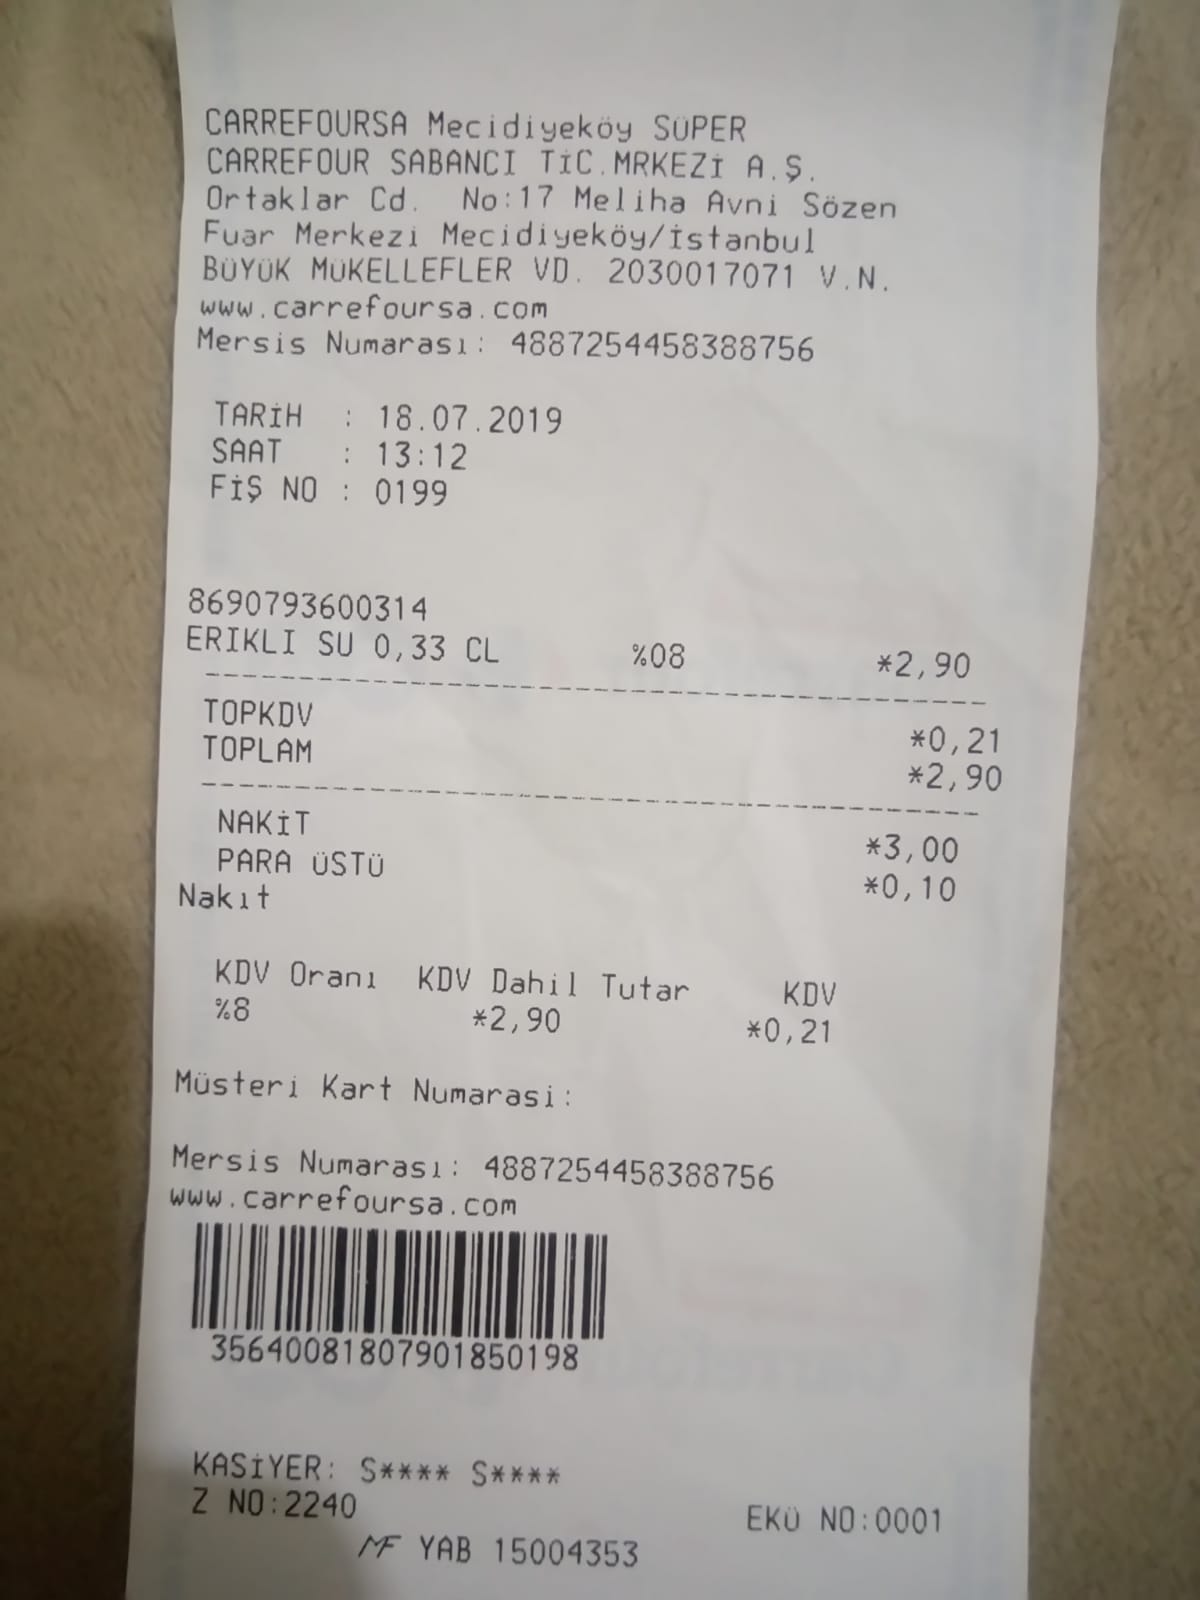 CARREFOURSA Mecidiyeköy SÜPER
CARREFOUR SABANCI TİC.MRKEZİ A.Ş.
Ortaklar Cd. No:17 Meliha Avni Sözen
Fuar Merkezi Mecidiyeköy/İstanbul
BÜYÜK MÜKELLEFLER VD. 2030017071 V.N.
www.carrefoursa.com
Mersis Numarası: 4887254458388756
TARİH : 18.07.2019
SAAT : 13:12
FİŞ NO : 0199
8690793600314
ERIKLI SU 0,33 CL %08 *2,90
TOPKDV *0,21
TOPLAM *2,90
NAKİT *3,00
PARA ÜSTÜ *0,10
Nakıt
KDV Oranı KDV Dahil Tutar KDV
%8 *2,90 *0,21
Müsteri Kart Numarasi:
Mersis Numarası: 4887254458388756
www.carrefoursa.com
356400818079018501​98
KASİYER: S**** S****
Z NO:2240 EKÜ NO:0001
MF YAB 15004353